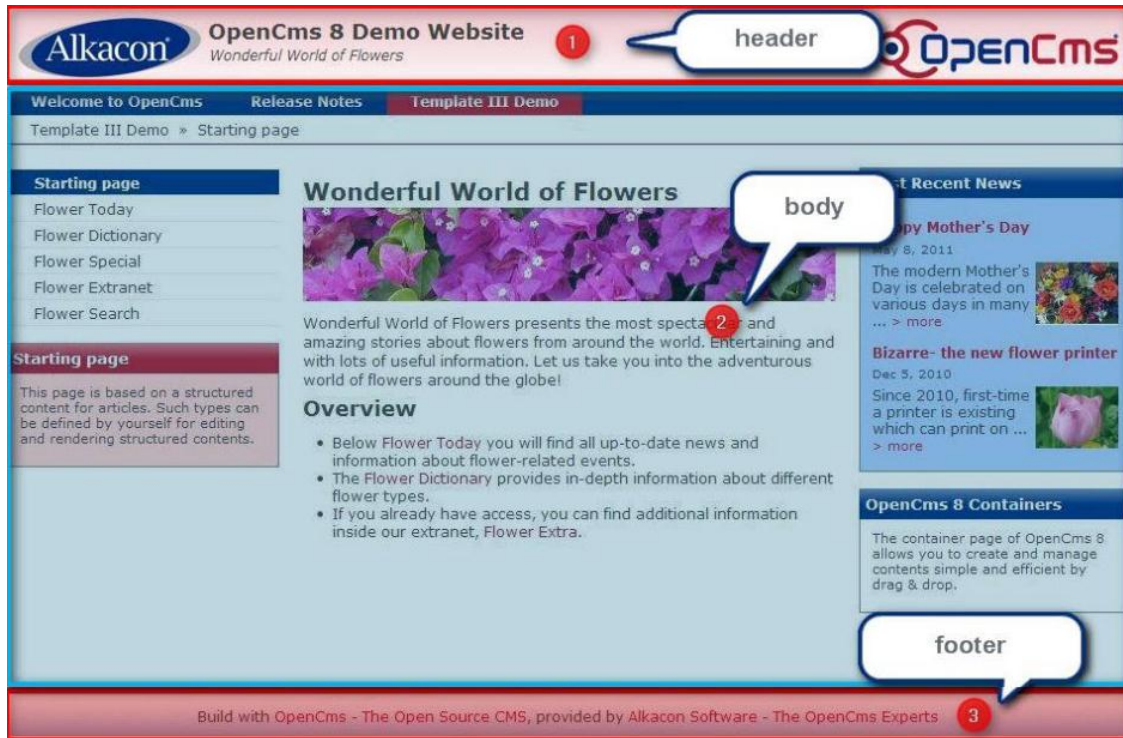 Alkacon
OpenCms 8 Demo Website
Wonderful World of Flowers
1
header
OpenCms
Welcome to OpenCms Release Notes Template III Demo
Template III Demo » Starting page
Starting page
Flower Today
Flower Dictionary
Flower Special
Flower Extranet
Flower Search
Starting page
This page is based on a structured
content for articles. Such types can
be defined by yourself for editing
and rendering structured contents.
Wonderful World of Flowers
body
2
Wonderful World of Flowers presents the most and
amazing stories about flowers from around the world. Entertaining and
with lots of useful information. Let us take you into the adventurous
world of flowers around the globe!
Overview
• Below Flower Today you will find all up-to-date news and
information about flower-related events.
• The Flower Dictionary provides in-depth information about different
flower types.
• If you already have access, you can find additional information
inside our extranet, Flower Extra.
Recent News
Mother's Day
May 8, 2011
The modern Mother's
Day is celebrated on
various days in many
... > more
Bizarre- the new flower printer
Dec 5, 2010
Since 2010, first-time
a printer is existing
which can print on ...
> more
OpenCms 8 Containers
The container page of OpenCms 8
allows you to create and manage
contents simple and efficient by
drag & drop.
footer
Build with OpenCms - The Open Source CMS, provided by Alkacon Software - The OpenCms Experts
3